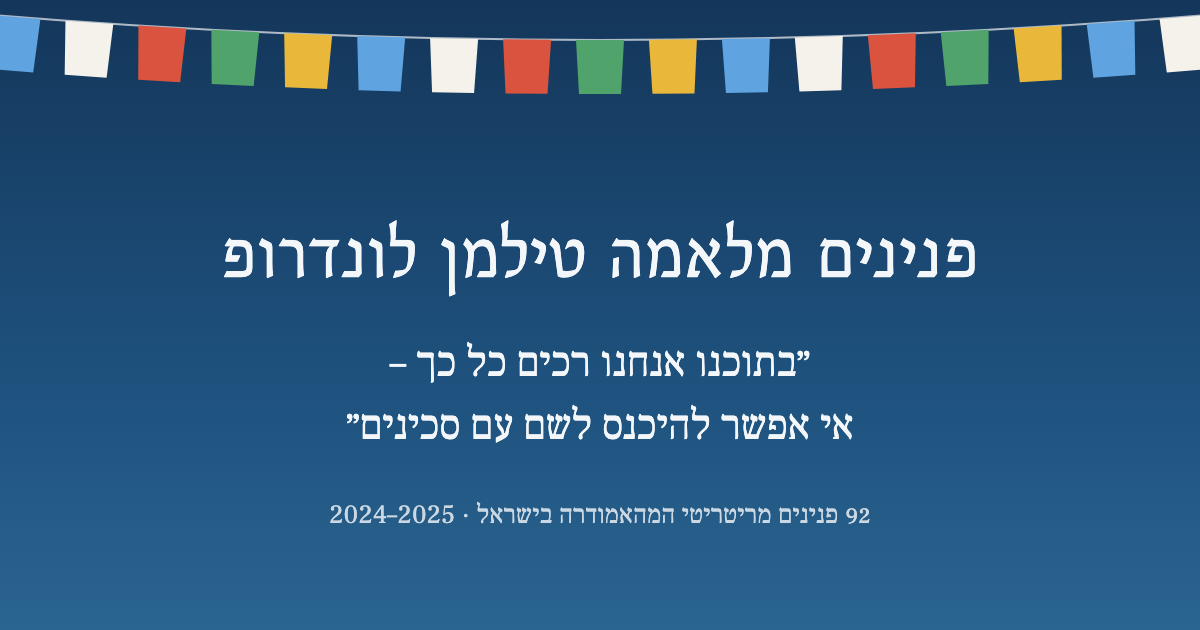 פנינים מלאמה טילמן לונדרופ
”בתוכנו אנחנו רכים כל כך –
אי אפשר להיכנס לשם עם סכינים”
92 פנינים מריטריטי המהאמודרה בישראל · 2024–2025